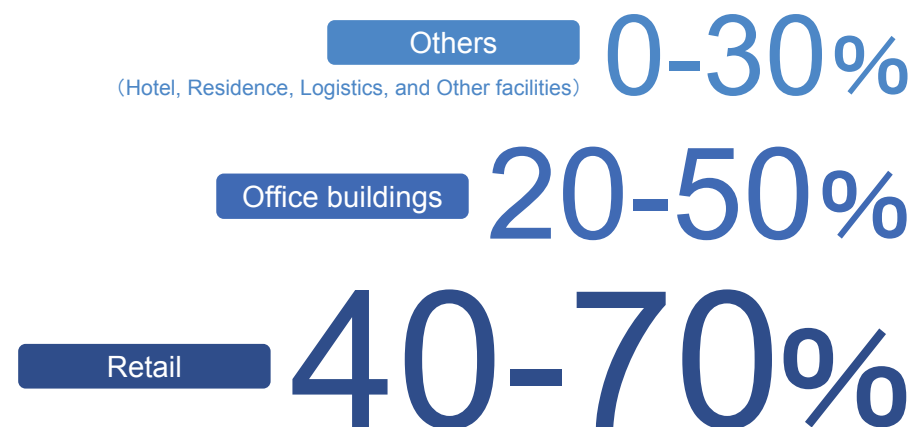 Others 0-30%
（Hotel, Residence, Logistics, and Other facilities）
Office buildings 20-50%
Retail 40-70%